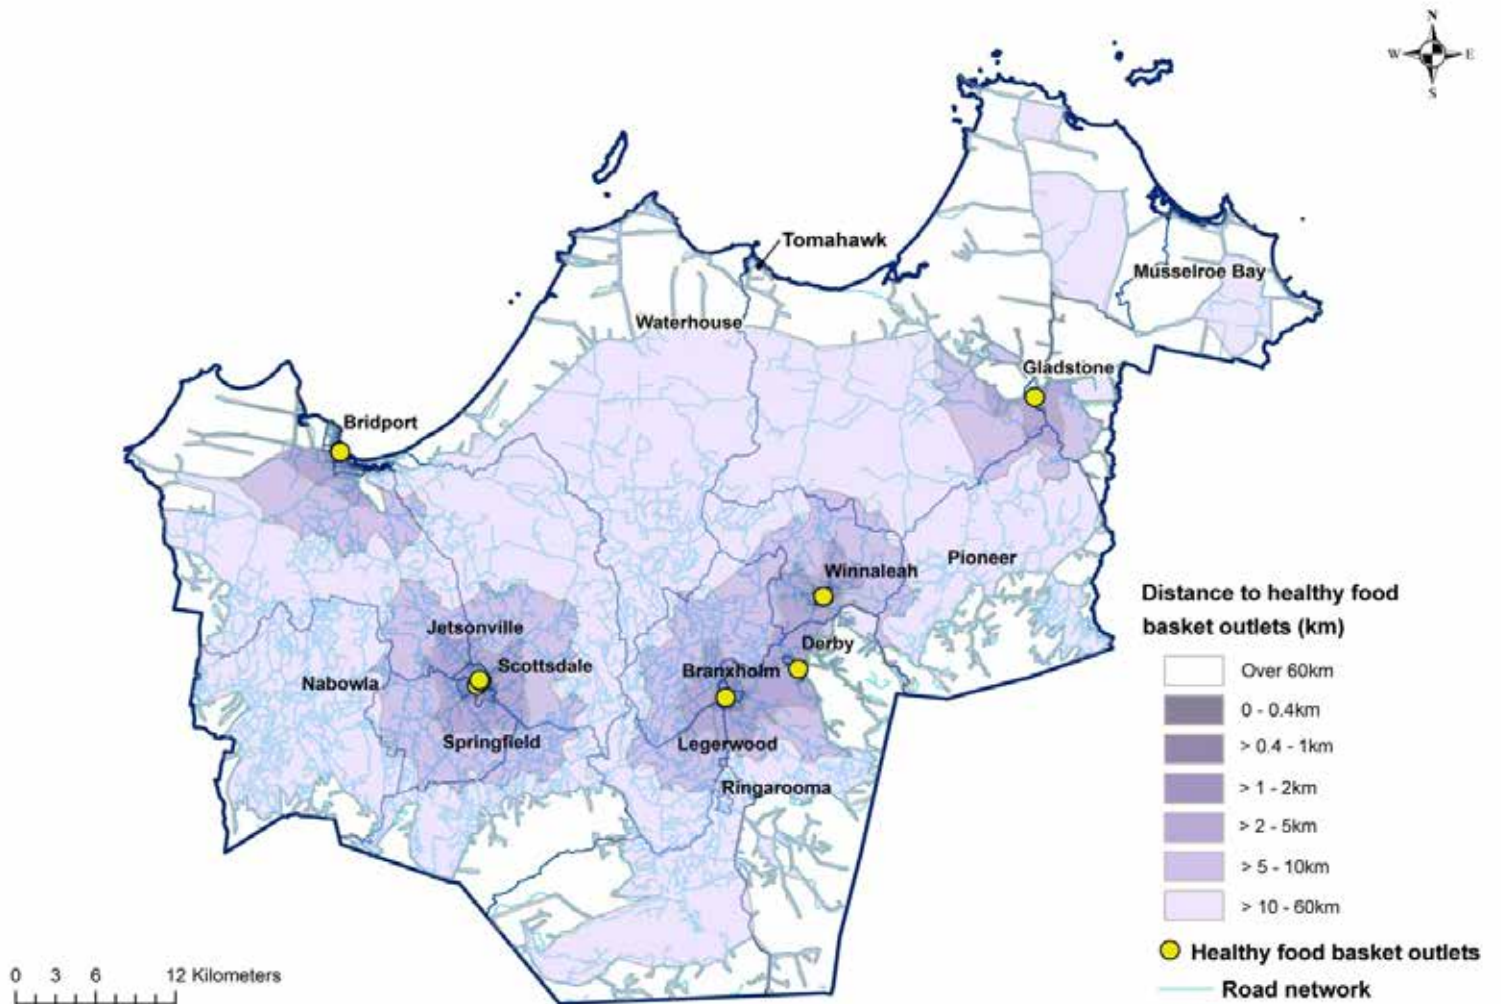 N
W E
S
Tomahawk
Musselroe Bay
Waterhouse
Gladstone
Bridport
Pioneer
Winnaleah
Jetsonville
Derby
Scottsdale
Branxholm
Nabowla
Springfield
Legerwood
Ringarooma
Distance to healthy food
basket outlets (km)
Over 60km
0 - 0.4km
> 0.4 - 1km
> 1 - 2km
> 2 - 5km
> 5 - 10km
> 10 - 60km
Healthy food basket outlets
Road network
0 3 6 12 Kilometers